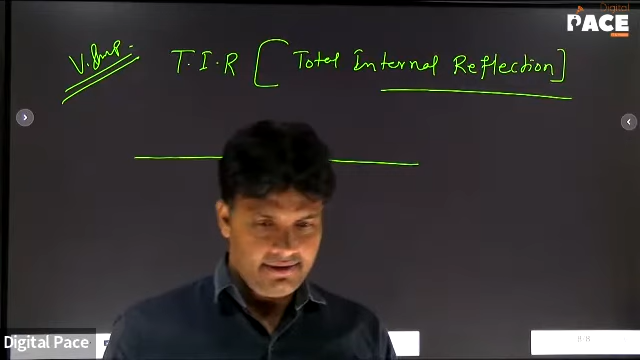 Digital
PACE
V. Imp.
T.I.R [Total Internal Reflection]
Digital Pace